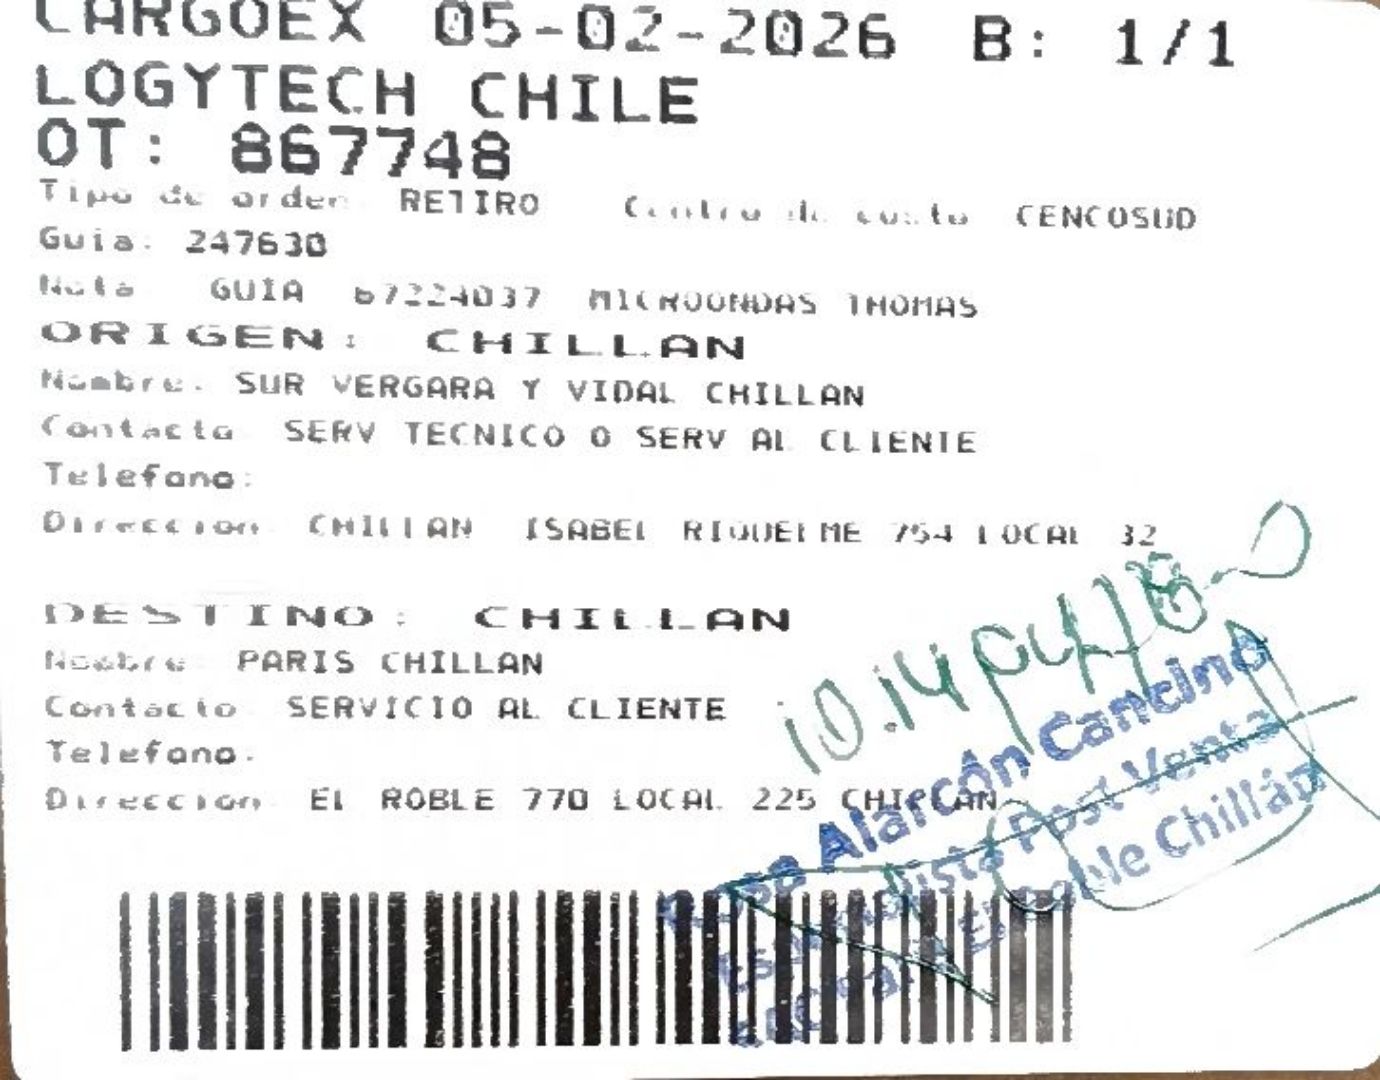 CARGOEX 05-02-2026 B: 1/1
LOGYTECH CHILE
OT: 867748
Tipo de orden RETIRO Centro de costo CENCOSUD
Guia: 247630
Nota GUIA 67224037 MICROONDAS THOMAS
ORIGEN: CHILLAN
Nombre: SUR VERGARA Y VIDAL CHILLAN
Contacto SERV TECNICO O SERV AL CLIENTE
Telefono:
Direccion CHILLAN ISABEL RIQUELME 754 LOCAL 32
DESTINO: CHILLAN
Nombre PARIS CHILLAN
Contacto SERVICIO AL CLIENTE
Telefono:
Direccion EL ROBLE 770 LOCAL 225 CHILLAN
10.14
Jose Alarcón Cancino
Post Venta
Chillán